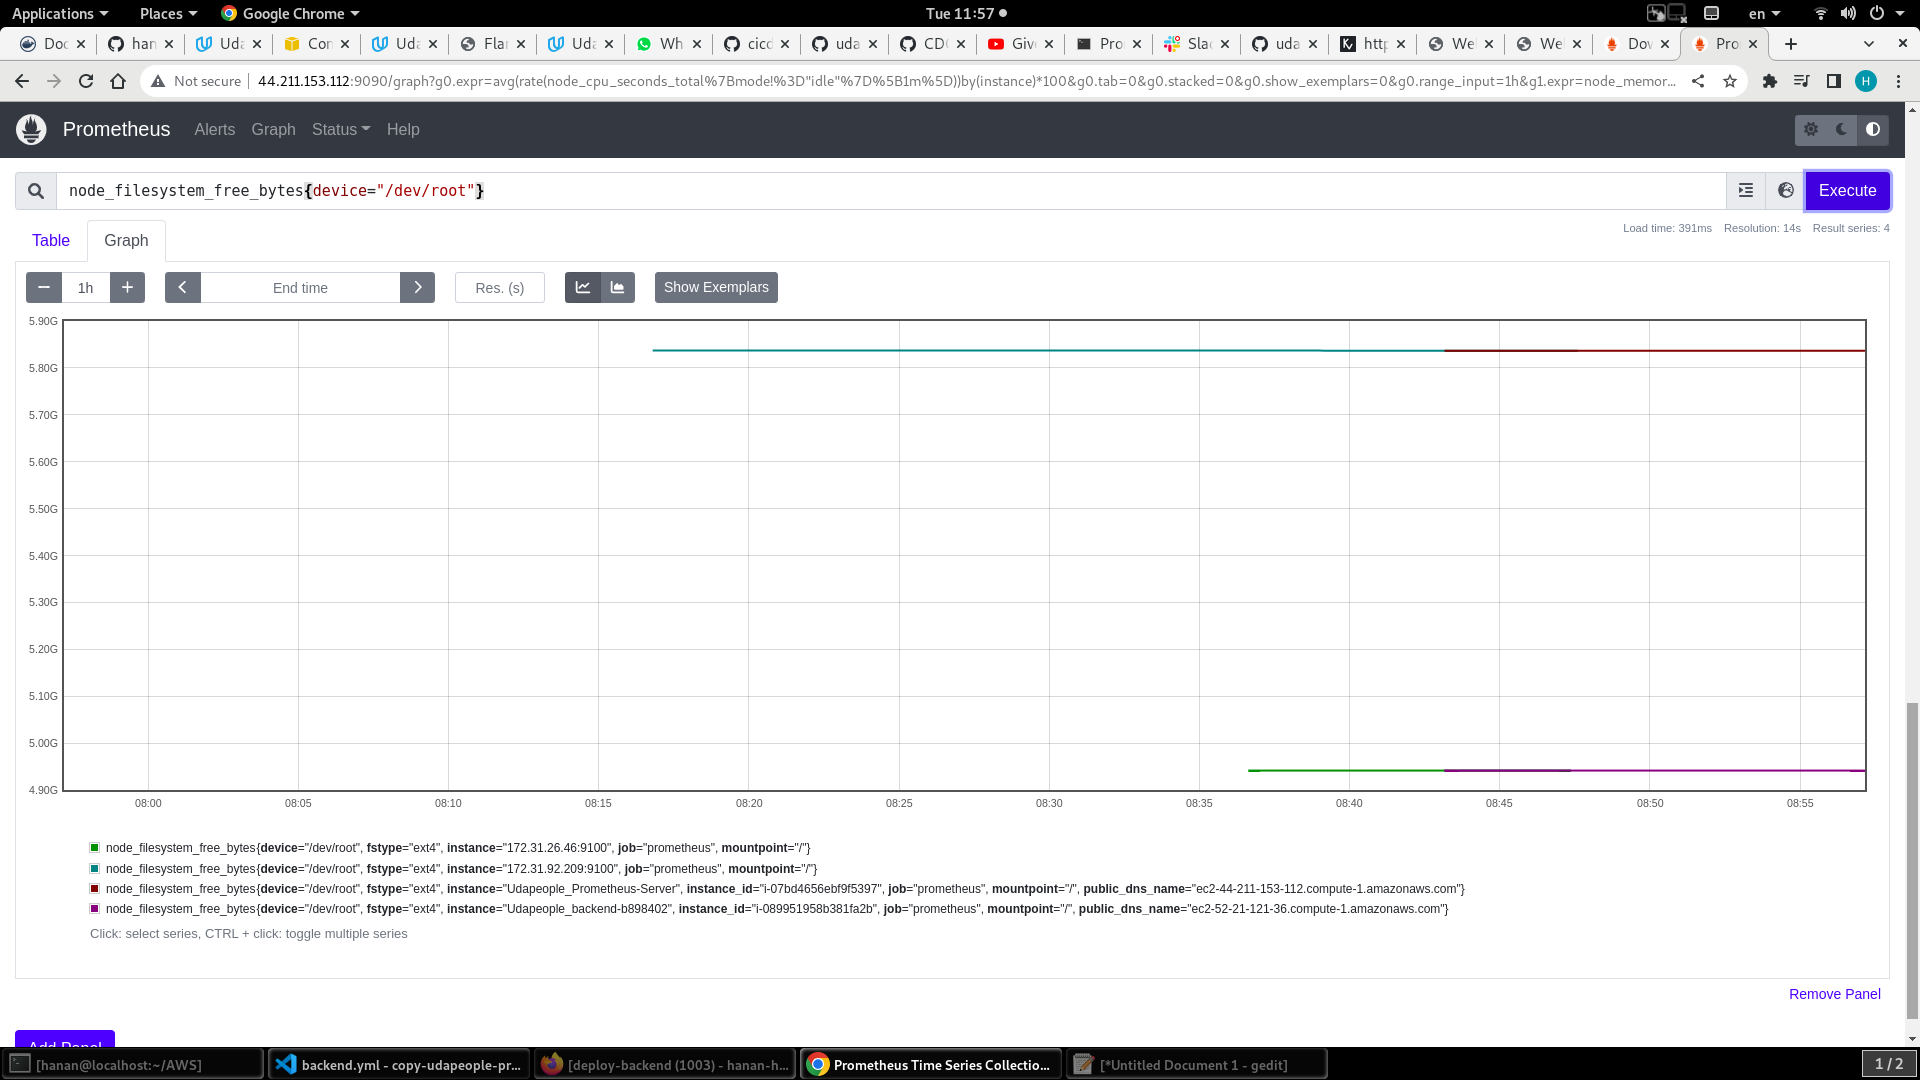 Applications Places Google Chrome Tue 11:57 en
Doc han Uda Con Uda Flar Uda Wh cicc uda CD Giv Pro Slac uda http We We Dov Pro
Not secure 44.211.153.112:9090/graph?g0.expr=avg(rate(node_cpu_seconds_total%7Bmode!%3D"idle"%7D%5B1m%5D))by(instance)*100&g0.tab=0&g0.stacked=0&g0.show_exemplars=0&g0.range_input=1h&g1.expr=node_memor... H
Prometheus Alerts Graph Status Help
node_filesystem_free_bytes{device="/dev/root"} Execute
Table Graph Load time: 391ms Resolution: 14s Result series: 4
1h End time Res. (s) Show Exemplars
5.90G
5.80G
5.70G
5.60G
5.50G
5.40G
5.30G
5.20G
5.10G
5.00G
4.90G
08:00 08:05 08:10 08:15 08:20 08:25 08:30 08:35 08:40 08:45 08:50 08:55
node_filesystem_free_bytes{device="/dev/root", fstype="ext4", instance="172.31.26.46:9100", job="prometheus", mountpoint="/"}
node_filesystem_free_bytes{device="/dev/root", fstype="ext4", instance="172.31.92.209:9100", job="prometheus", mountpoint="/"}
node_filesystem_free_bytes{device="/dev/root", fstype="ext4", instance="Udapeople_Prometheus-Server", instance_id="i-07bd4656ebf9f5397", job="prometheus", mountpoint="/", public_dns_name="ec2-44-211-153-112.compute-1.amazonaws.com"}
node_filesystem_free_bytes{device="/dev/root", fstype="ext4", instance="Udapeople_backend-b898402", instance_id="i-089951958b381fa2b", job="prometheus", mountpoint="/", public_dns_name="ec2-52-21-121-36.compute-1.amazonaws.com"}
Click: select series, CTRL + click: toggle multiple series
Remove Panel
Add Panel
[hanan@localhost:~/AWS] backend.yml - copy-udapeople-pr... [deploy-backend (1003) - hanan-h... Prometheus Time Series Collectio... [*Untitled Document 1 - gedit] 1 / 2